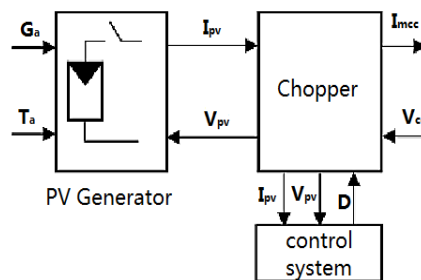 Ga
Ipv
Imcc
Chopper
Ta
Vpv
Vc
PV Generator
Ipv
Vpv
D
control
system